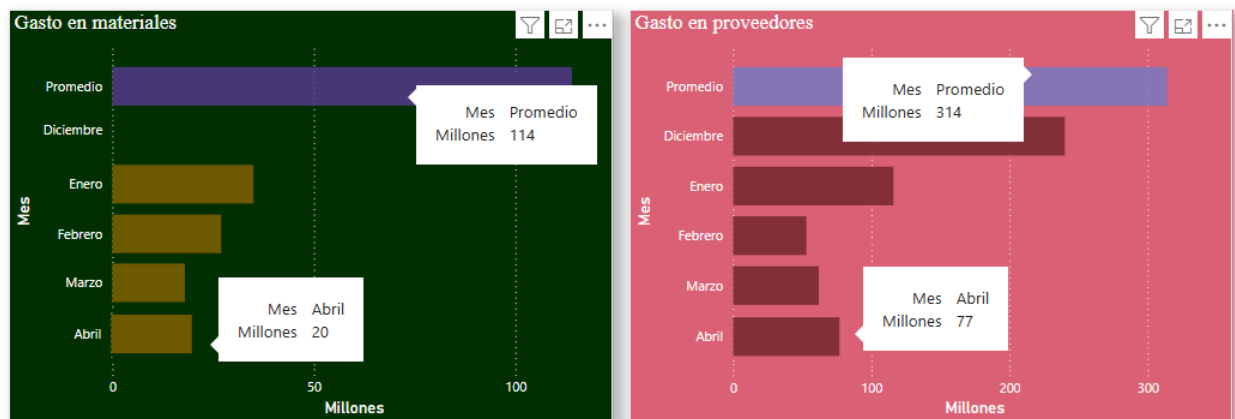 Gasto en materiales
Promedio
Diciembre
Enero
Febrero
Marzo
Abril
Mes
0 50 100
Millones
Mes Promedio
Millones 114
Mes Abril
Millones 20
Gasto en proveedores
Promedio
Diciembre
Enero
Febrero
Marzo
Abril
Mes
0 100 200 300
Millones
Mes Promedio
Millones 314
Mes Abril
Millones 77